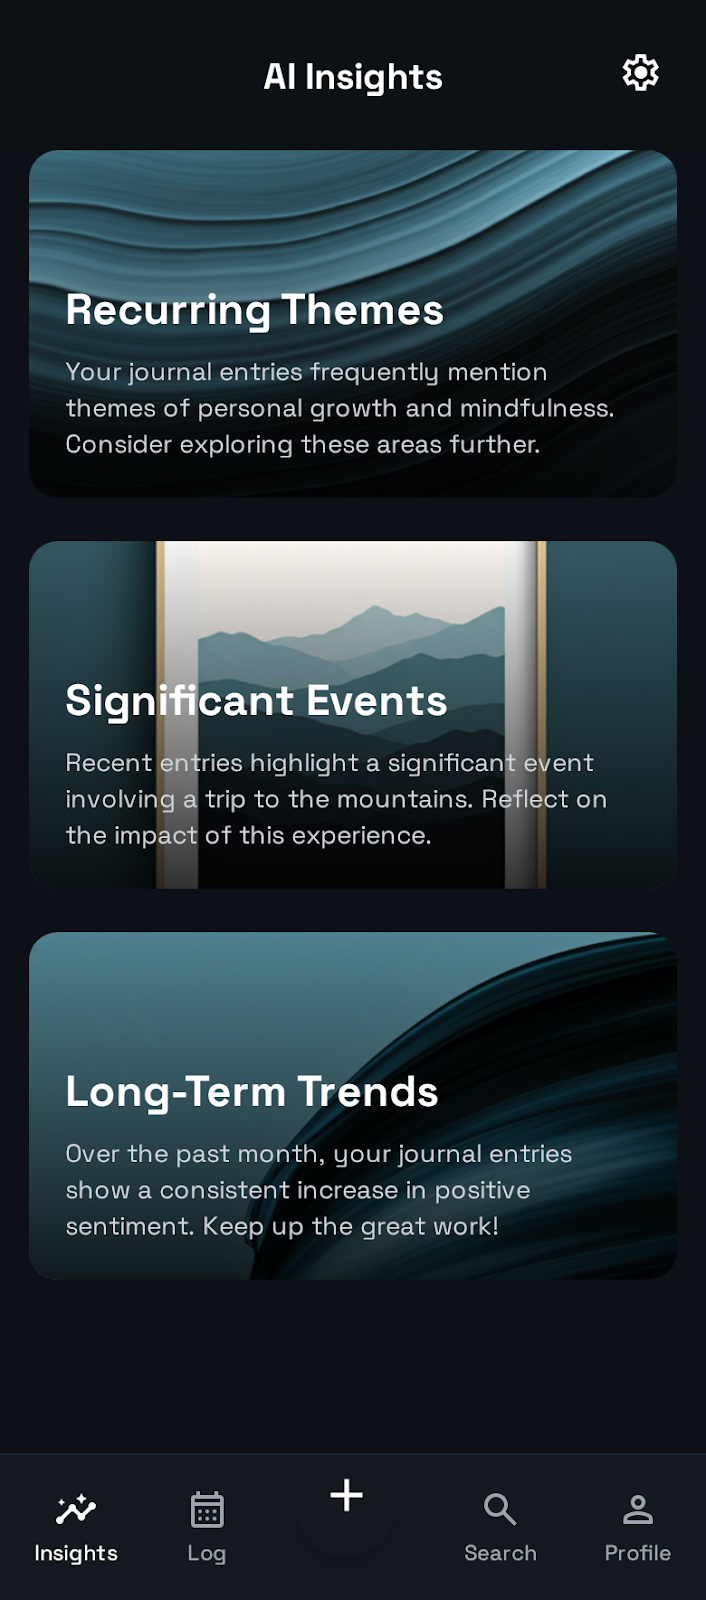 AI Insights
Recurring Themes
Your journal entries frequently mention
themes of personal growth and mindfulness.
Consider exploring these areas further.
Significant Events
Recent entries highlight a significant event
involving a trip to the mountains. Reflect on
the impact of this experience.
Long-Term Trends
Over the past month, your journal entries
show a consistent increase in positive
sentiment. Keep up the great work!
Insights
Log
Search
Profile